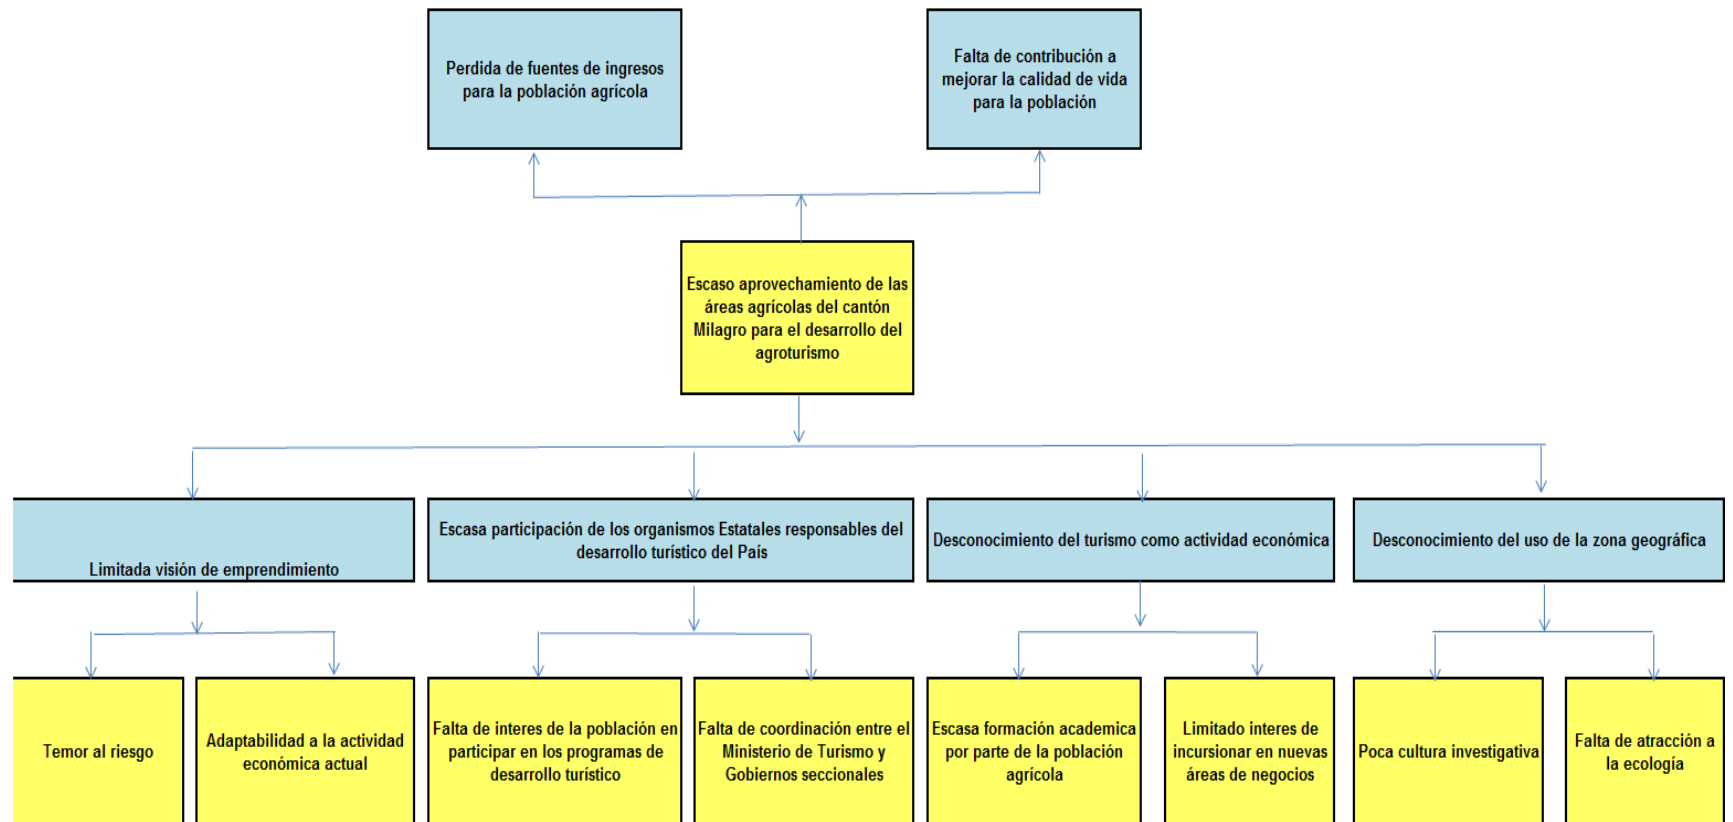 Perdida de fuentes de ingresos
para la población agrícola
Falta de contribución a
mejorar la calidad de vida
para la población
Escaso aprovechamiento de las
áreas agrícolas del cantón
Milagro para el desarrollo del
agroturismo
Limitada visión de emprendimiento
Escasa participación de los organismos Estatales responsables del
desarrollo turístico del País
Desconocimiento del turismo como actividad económica
Desconocimiento del uso de la zona geográfica
Temor al riesgo
Adaptabilidad a la actividad
económica actual
Falta de interes de la población en
participar en los programas de
desarrollo turístico
Falta de coordinación entre el
Ministerio de Turismo y
Gobiernos seccionales
Escasa formación academica
por parte de la población
agrícola
Limitado interes de
incursionar en nuevas
áreas de negocios
Poca cultura investigativa
Falta de atracción a
la ecología